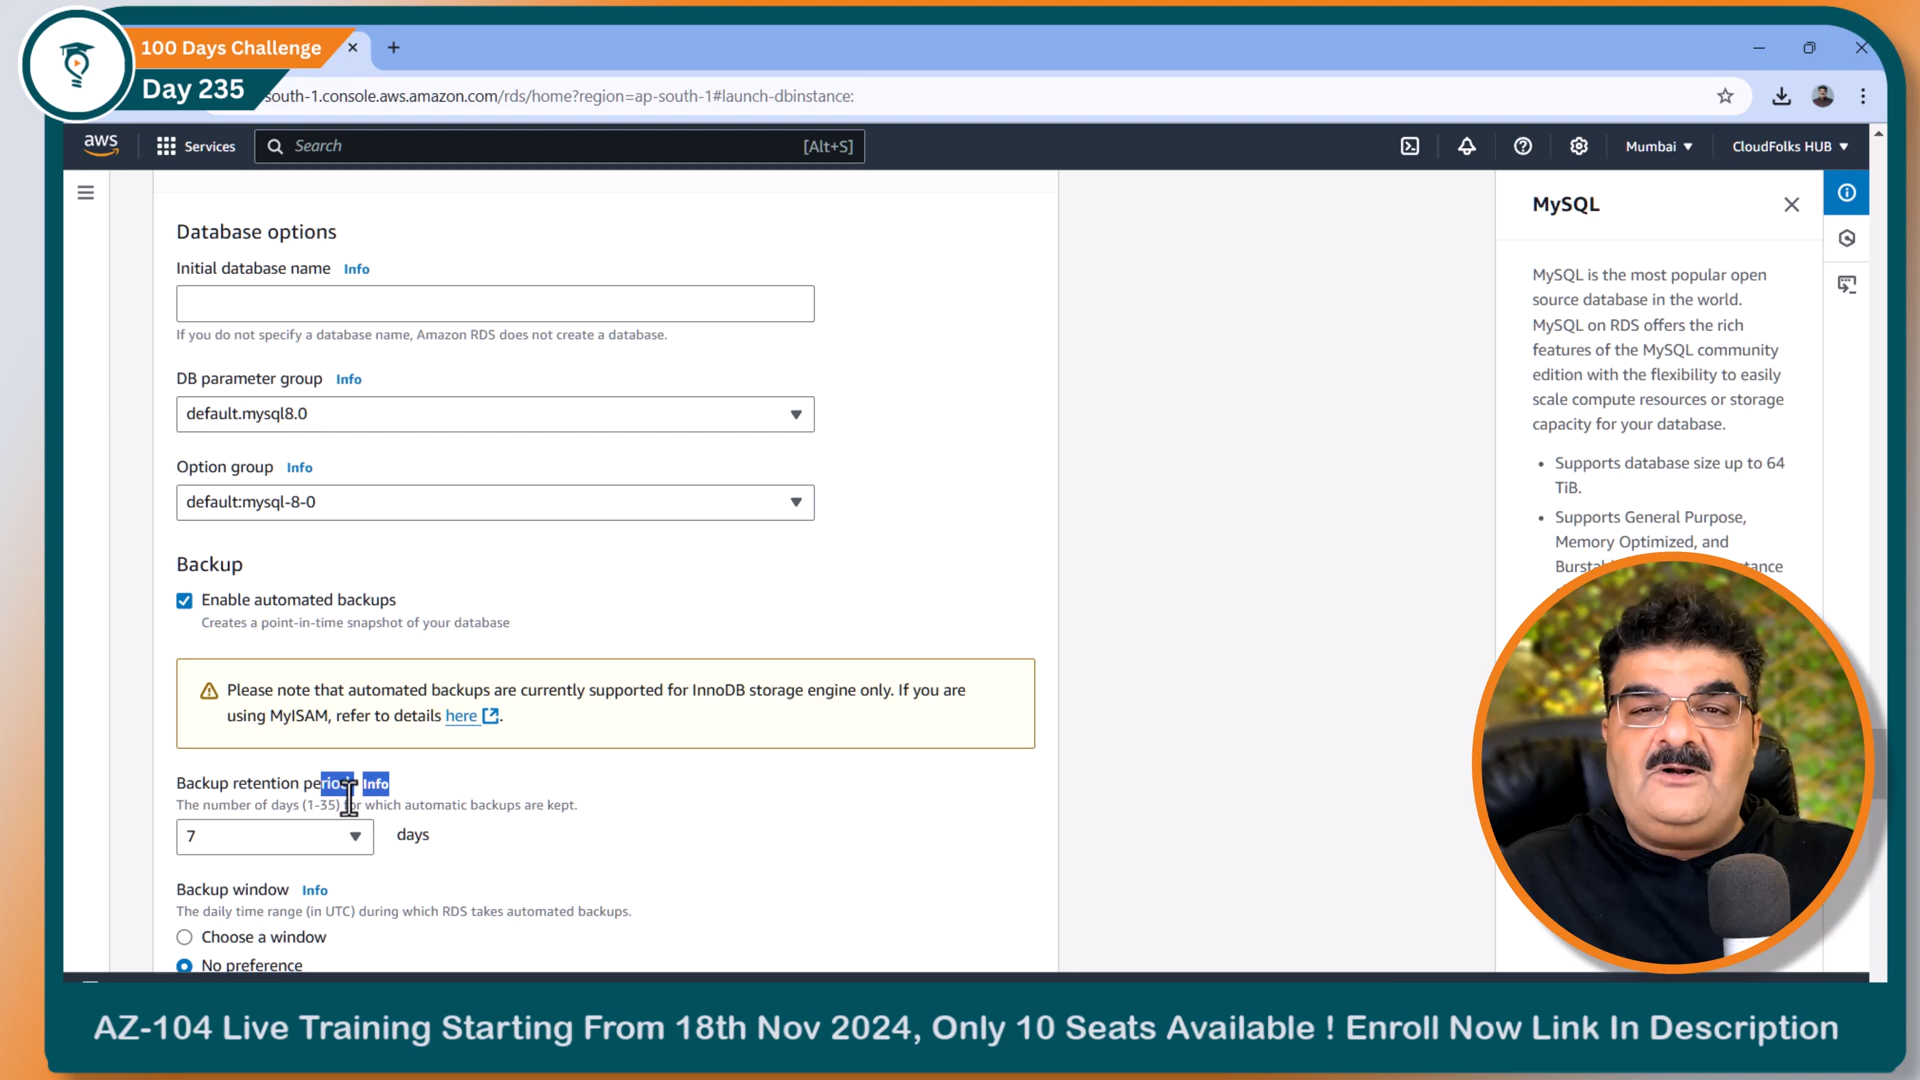 100 Days Challenge
Day 235
south-1.console.aws.amazon.com/rds/home?region=ap-south-1#launch-dbinstance:
aws
Services
Search
[Alt+S]
Mumbai
CloudFolks HUB
Database options
Initial database name Info
If you do not specify a database name, Amazon RDS does not create a database.
DB parameter group Info
default.mysql8.0
Option group Info
default:mysql-8-0
Backup
Enable automated backups
Creates a point-in-time snapshot of your database
Please note that automated backups are currently supported for InnoDB storage engine only. If you are
using MyISAM, refer to details here .
Backup retention period Info
The number of days (1-35) for which automatic backups are kept.
7 days
Backup window Info
The daily time range (in UTC) during which RDS takes automated backups.
Choose a window
No preference
MySQL
MySQL is the most popular open
source database in the world.
MySQL on RDS offers the rich
features of the MySQL community
edition with the flexibility to easily
scale compute resources or storage
capacity for your database.
• Supports database size up to 64
TiB.
• Supports General Purpose,
Memory Optimized, and
AZ-104 Live Training Starting From 18th Nov 2024, Only 10 Seats Available ! Enroll Now Link In Description